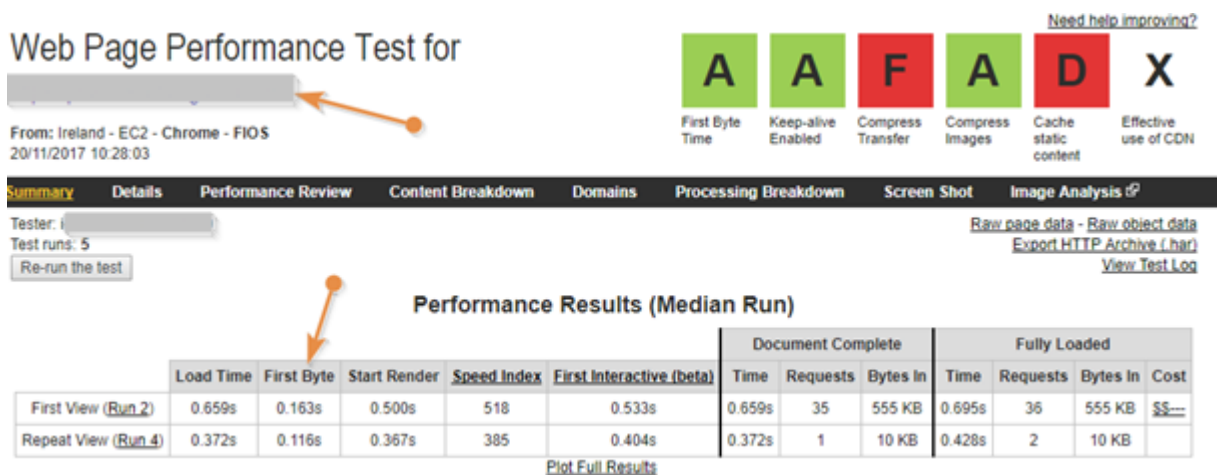 Need help improving?
Web Page Performance Test for
A A F A D X
First Byte Time Keep-alive Enabled Compress Transfer Compress Images Cache static content Effective use of CDN
From: Ireland - EC2 - Chrome - FIOS
20/11/2017 10:28:03
Summary Details Performance Review Content Breakdown Domains Processing Breakdown Screen Shot Image Analysis
Tester: i
Raw page data - Raw object data
Test runs: 5
Export HTTP Archive (.har)
Re-run the test
View Test Log
Performance Results (Median Run)
Document Complete Fully Loaded
Load Time First Byte Start Render Speed Index First Interactive (beta) Time Requests Bytes In Time Requests Bytes In Cost
First View (Run 2) 0.659s 0.163s 0.500s 518 0.533s 0.659s 35 555 KB 0.695s 36 555 KB $$---
Repeat View (Run 4) 0.372s 0.116s 0.367s 385 0.404s 0.372s 1 10 KB 0.428s 2 10 KB
Plot Full Results